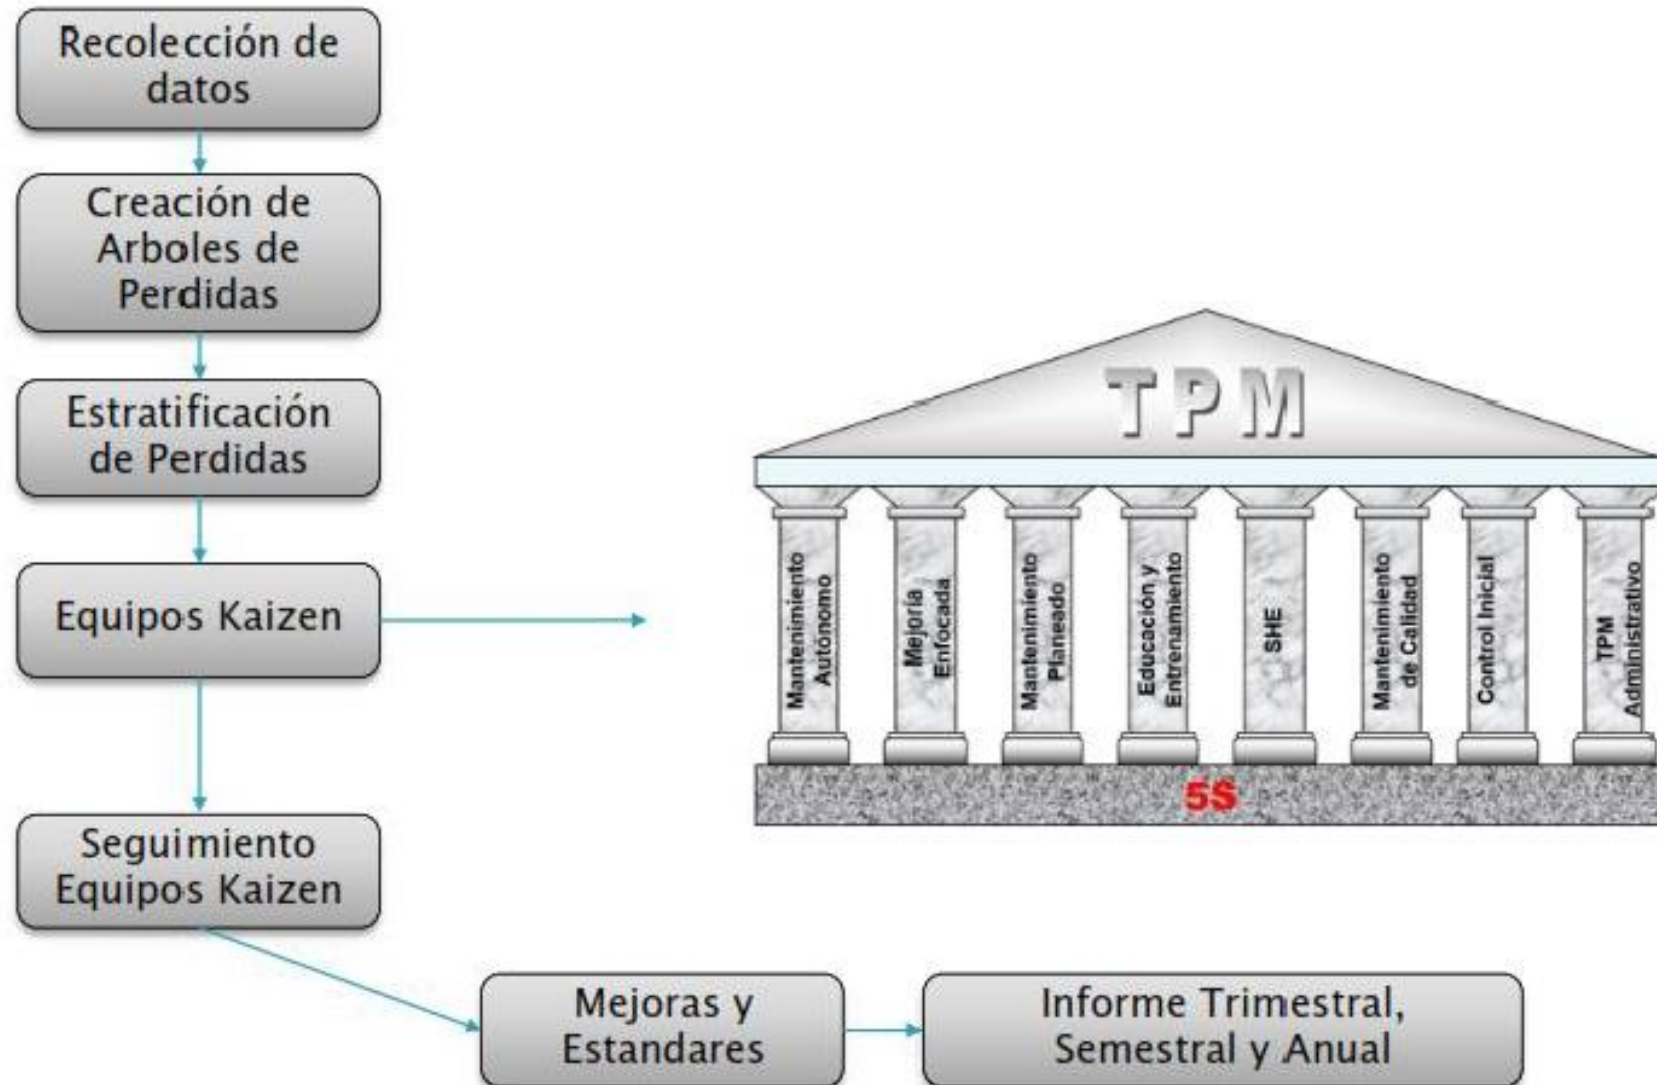 Recolección de
datos
Creación de
Arboles de
Perdidas
Estratificación
de Perdidas
Equipos Kaizen
Seguimiento
Equipos Kaizen
Mejoras y
Estandares
Informe Trimestral,
Semestral y Anual
TPM
Mantenimiento
Autónomo
Mejoría
Enfocada
Mantenimiento
Planeado
Educación y
Entrenamiento
SHE
Mantenimiento
de Calidad
Control Inicial
TPM
Administrativo
5S